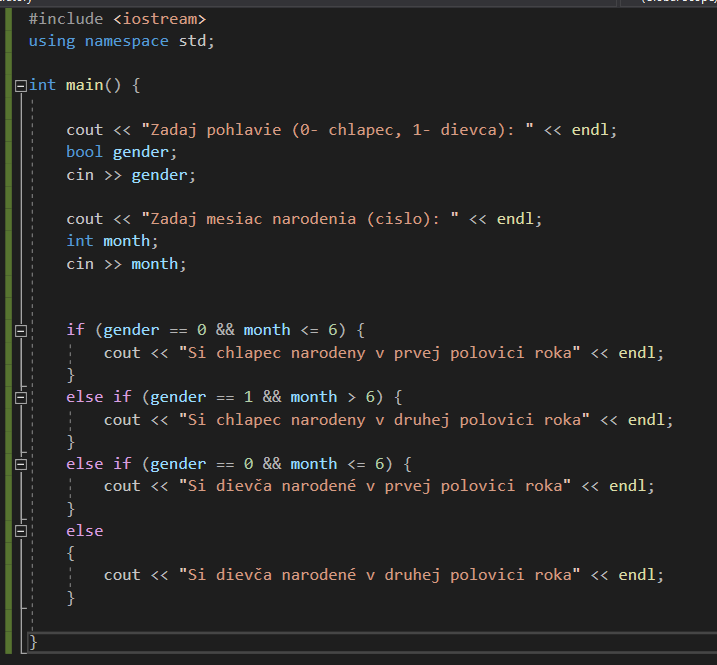 #include <iostream>
using namespace std;
int main() {
cout << "Zadaj pohlavie (0- chlapec, 1- dievca): " << endl;
bool gender;
cin >> gender;
cout << "Zadaj mesiac narodenia (cislo): " << endl;
int month;
cin >> month;
if (gender == 0 && month <= 6) {
cout << "Si chlapec narodeny v prvej polovici roka" << endl;
}
else if (gender == 1 && month > 6) {
cout << "Si chlapec narodeny v druhej polovici roka" << endl;
}
else if (gender == 0 && month <= 6) {
cout << "Si dievča narodené v prvej polovici roka" << endl;
}
else
{
cout << "Si dievča narodené v druhej polovici roka" << endl;
}
}